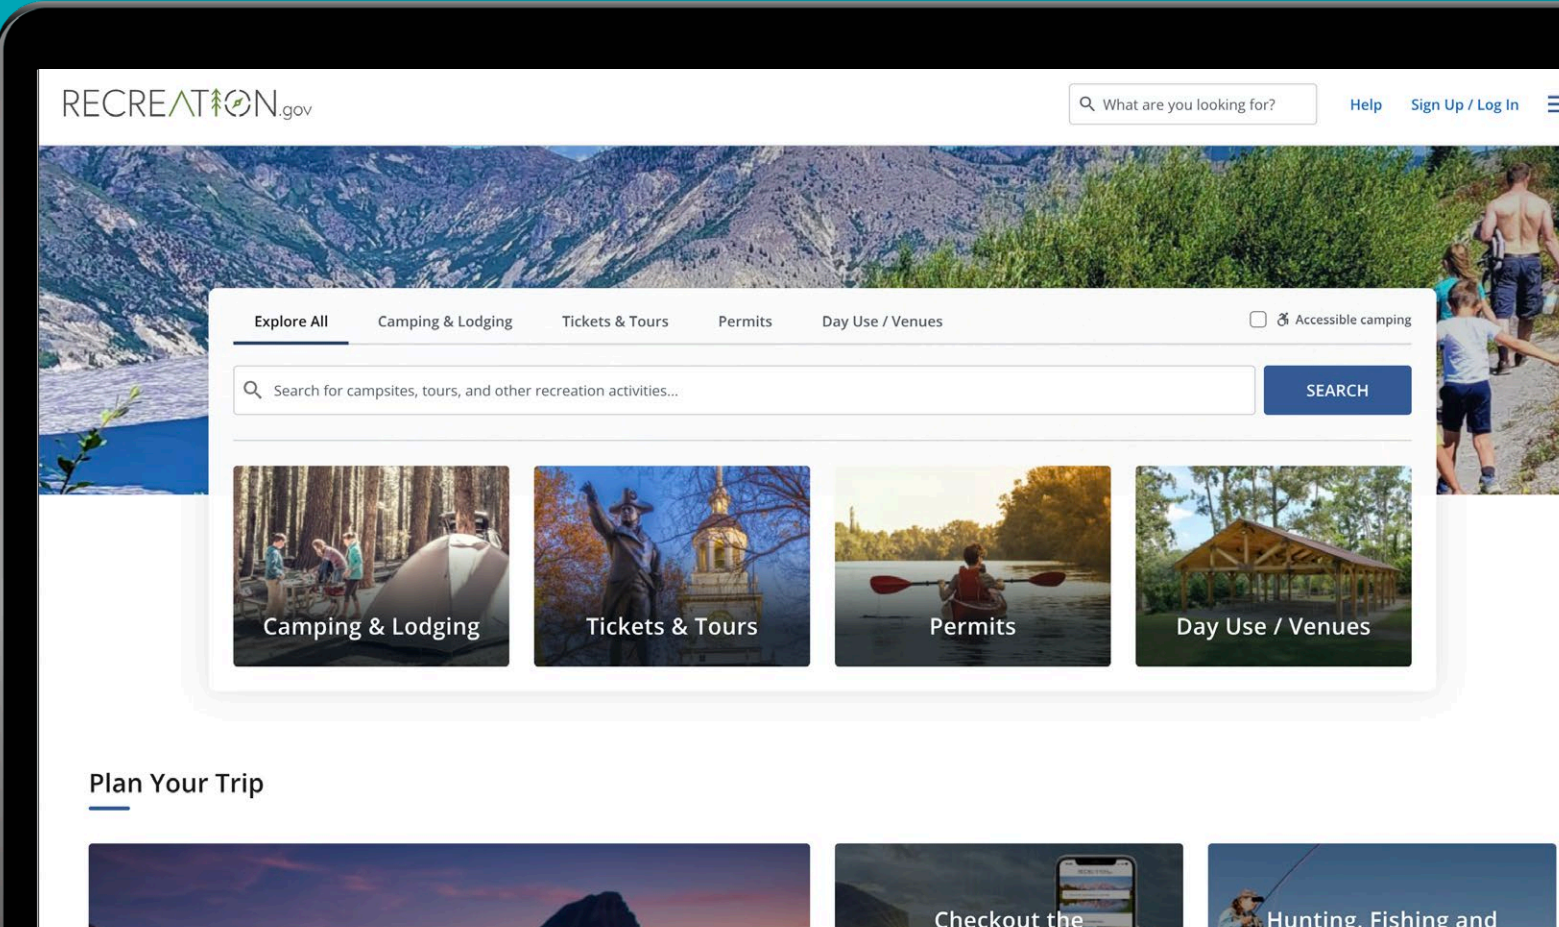 RECREATION.gov
What are you looking for?
Help
Sign Up / Log In
Explore All
Camping & Lodging
Tickets & Tours
Permits
Day Use / Venues
Accessible camping
Search for campsites, tours, and other recreation activities...
SEARCH
Camping & Lodging
Tickets & Tours
Permits
Day Use / Venues
Plan Your Trip
RECREATION.gov
Checkout the
Hunting, Fishing and